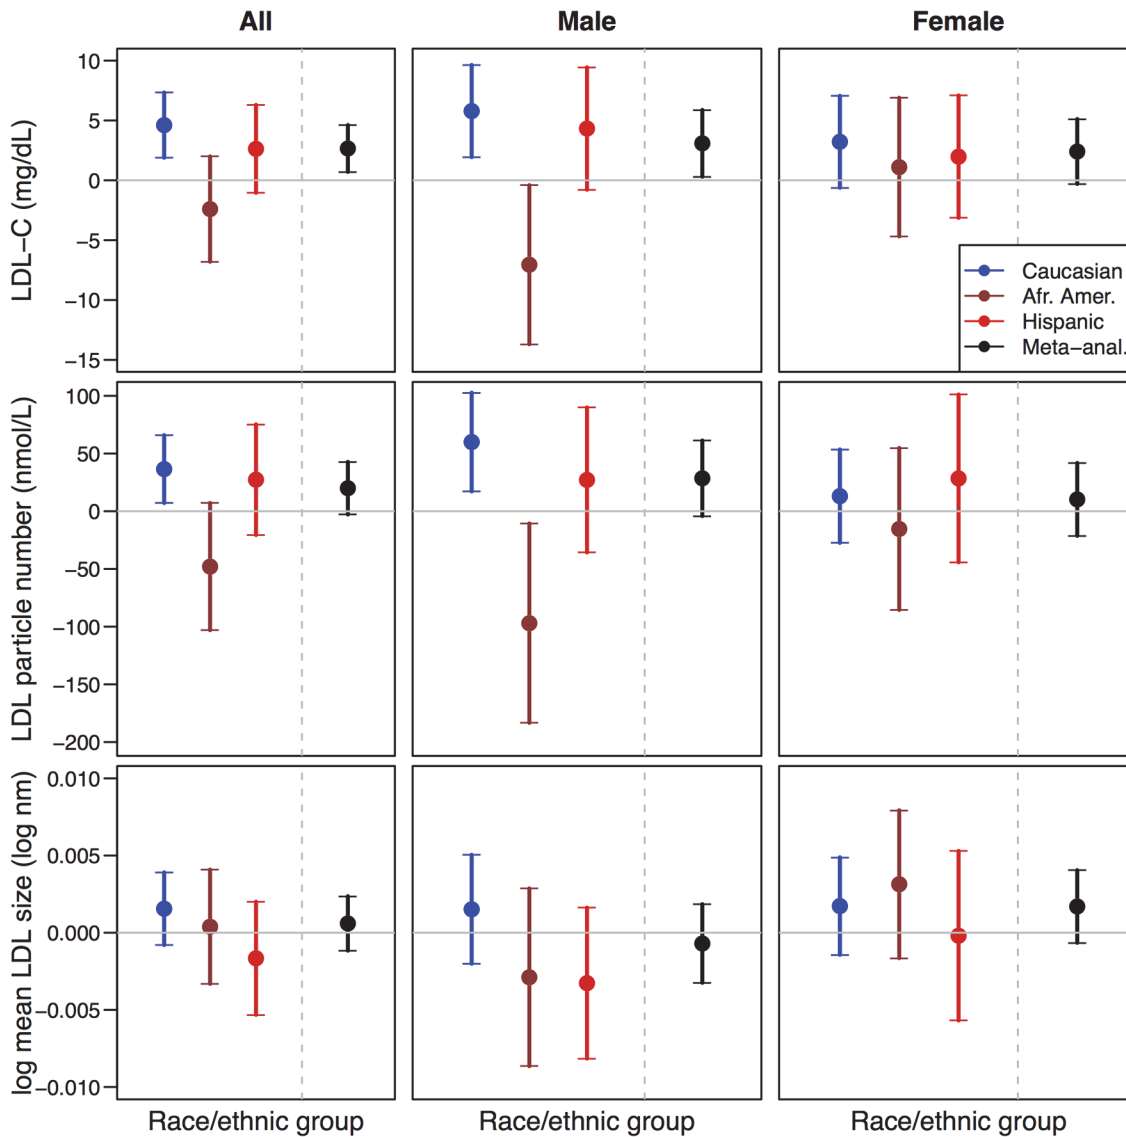 All Male Female
LDL−C (mg/dL)
10
5
0
−5
−10
−15
Caucasian
Afr. Amer.
Hispanic
Meta−anal.
LDL particle number (nmol/L)
100
50
0
−50
−100
−150
−200
log mean LDL size (log nm)
0.010
0.005
0.000
−0.005
−0.010
Race/ethnic group Race/ethnic group Race/ethnic group